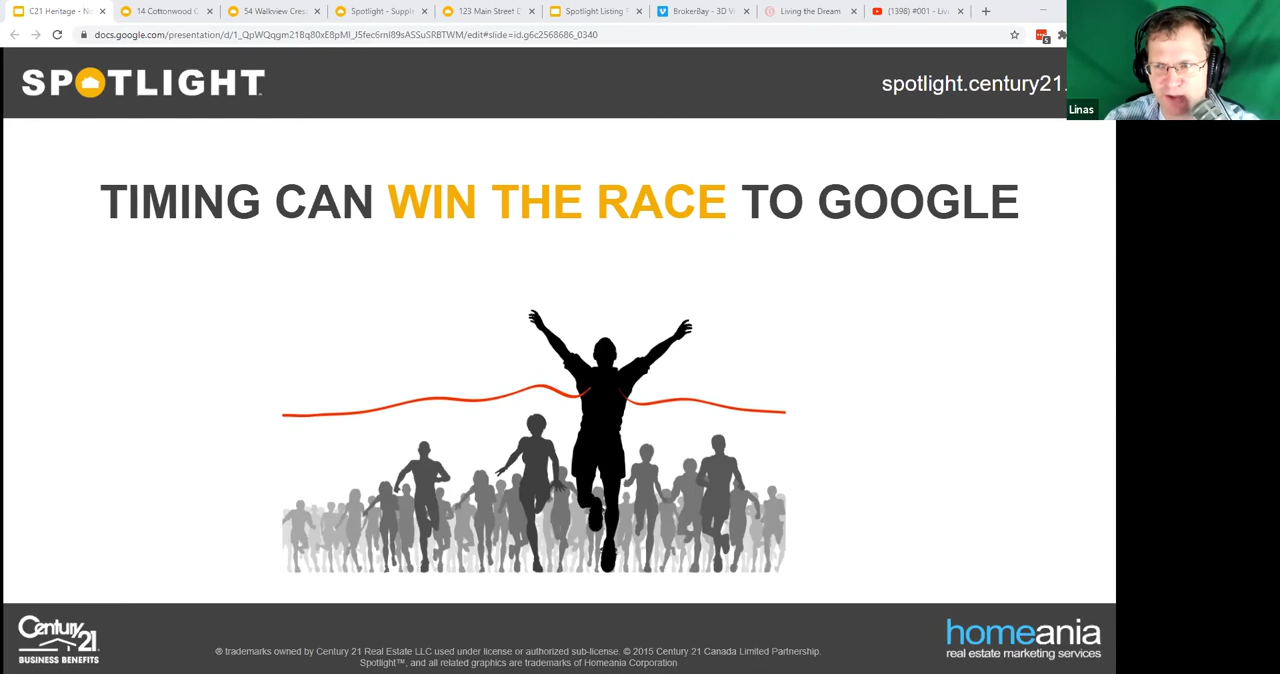 C21 Heritage - No
14 Cottonwood C
54 Walkview Cres
Spotlight - Supple
123 Main Street D
Spotlight Listing P
BrokerBay - 3D Vi
Living the Dream
(1398) #001 - Liv
docs.google.com/presentation/d/1_QpWQqgm21Bq80xE8pMl_J5fec6rnl89sASSuSRBTWM/edit#slide=id.g6c2568686_0340
5
SPOTLIGHT
spotlight.century21.
Linas
TIMING CAN WIN THE RACE TO GOOGLE
Century 21
BUSINESS BENEFITS
® trademarks owned by Century 21 Real Estate LLC used under license or authorized sub-license. © 2015 Century 21 Canada Limited Partnership.
Spotlight™, and all related graphics are trademarks of Homeania Corporation
homeania
real estate marketing services